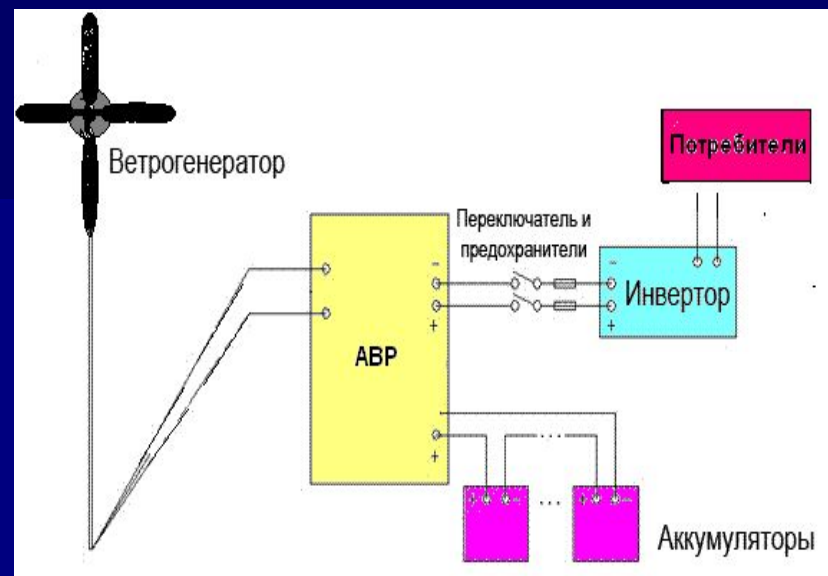 Ветрогенератор
Потребители
Переключатель и
предохранители
Инвертор
АВР
Аккумуляторы
− +
− +
+
+ − ... + −
...